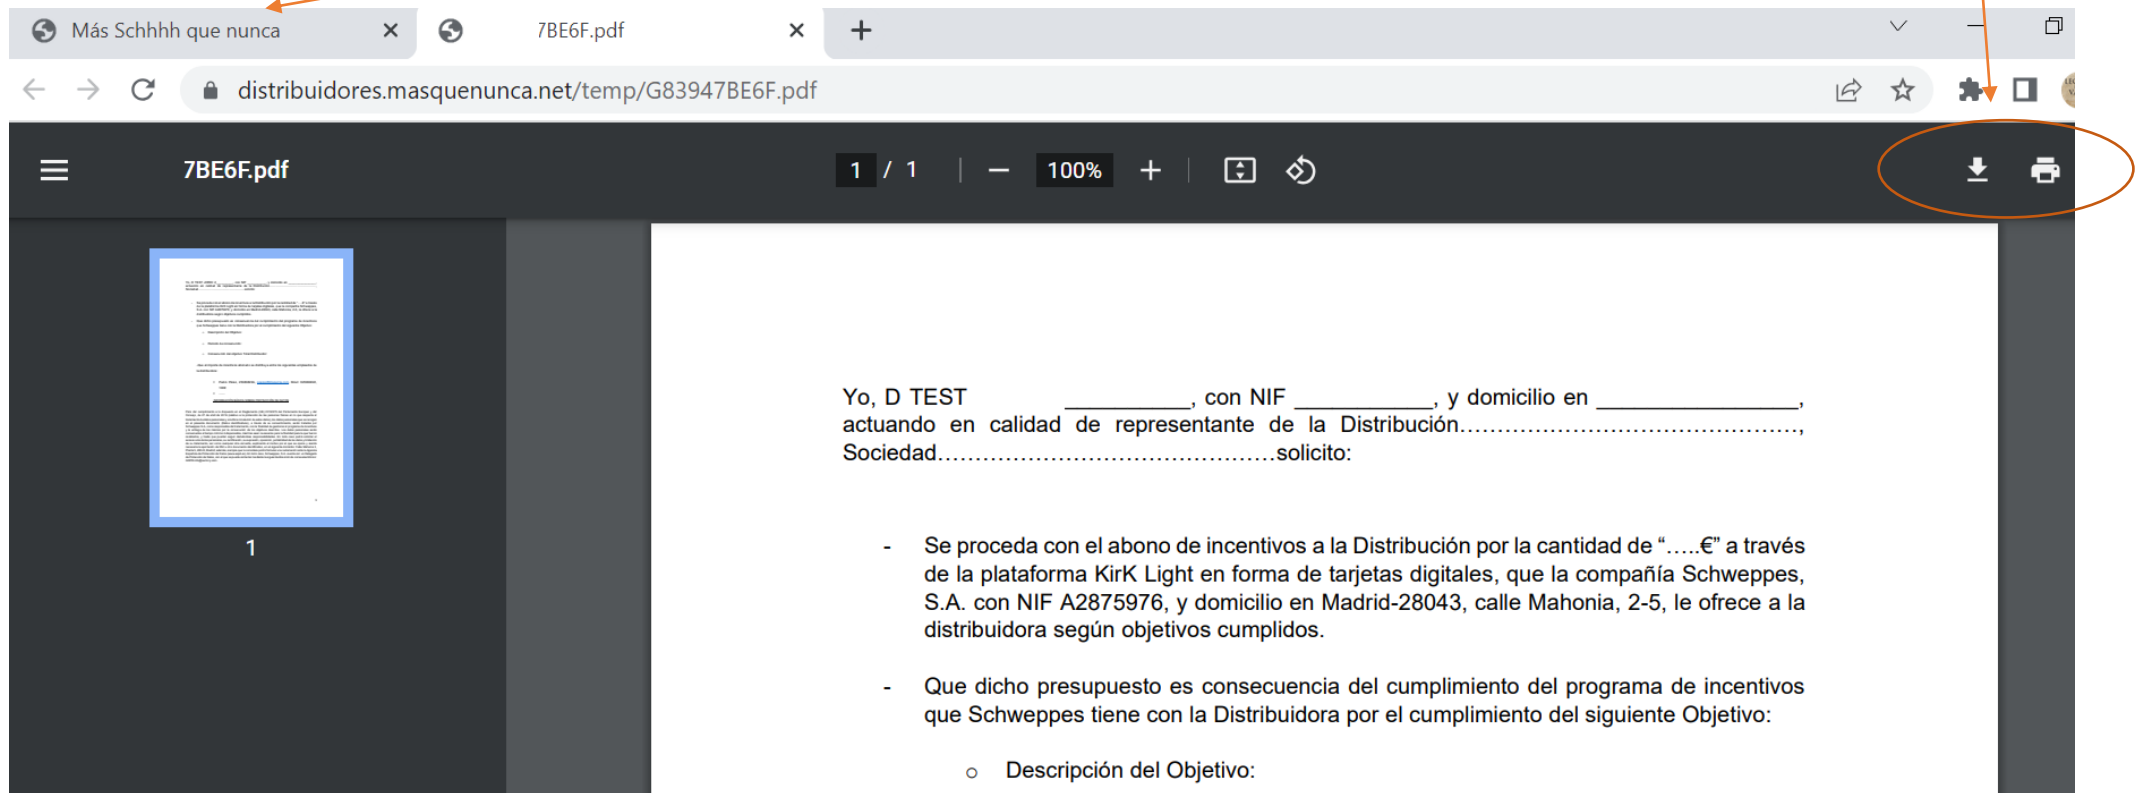 Más Schhhh que nunca
7BE6F.pdf
distribuidores.masquenunca.net/temp/G83947BE6F.pdf
7BE6F.pdf
1 / 1
100%
1
Yo, D TEST __________, con NIF ___________, y domicilio en ________________,
actuando en calidad de representante de la Distribución………………………………………,
Sociedad………………………………………solicito:
- Se proceda con el abono de incentivos a la Distribución por la cantidad de “…..€” a través
de la plataforma KirK Light en forma de tarjetas digitales, que la compañía Schweppes,
S.A. con NIF A2875976, y domicilio en Madrid-28043, calle Mahonia, 2-5, le ofrece a la
distribuidora según objetivos cumplidos.
- Que dicho presupuesto es consecuencia del cumplimiento del programa de incentivos
que Schweppes tiene con la Distribuidora por el cumplimiento del siguiente Objetivo:
o Descripción del Objetivo: